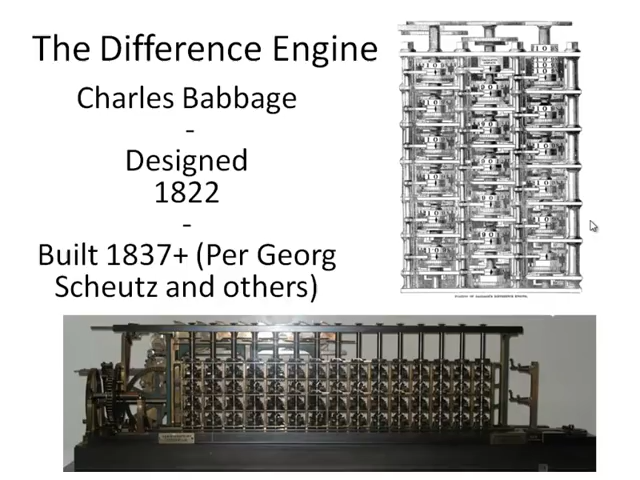 The Difference Engine
Charles Babbage
-
Designed
1822
-
Built 1837+ (Per Georg
Scheutz and others)